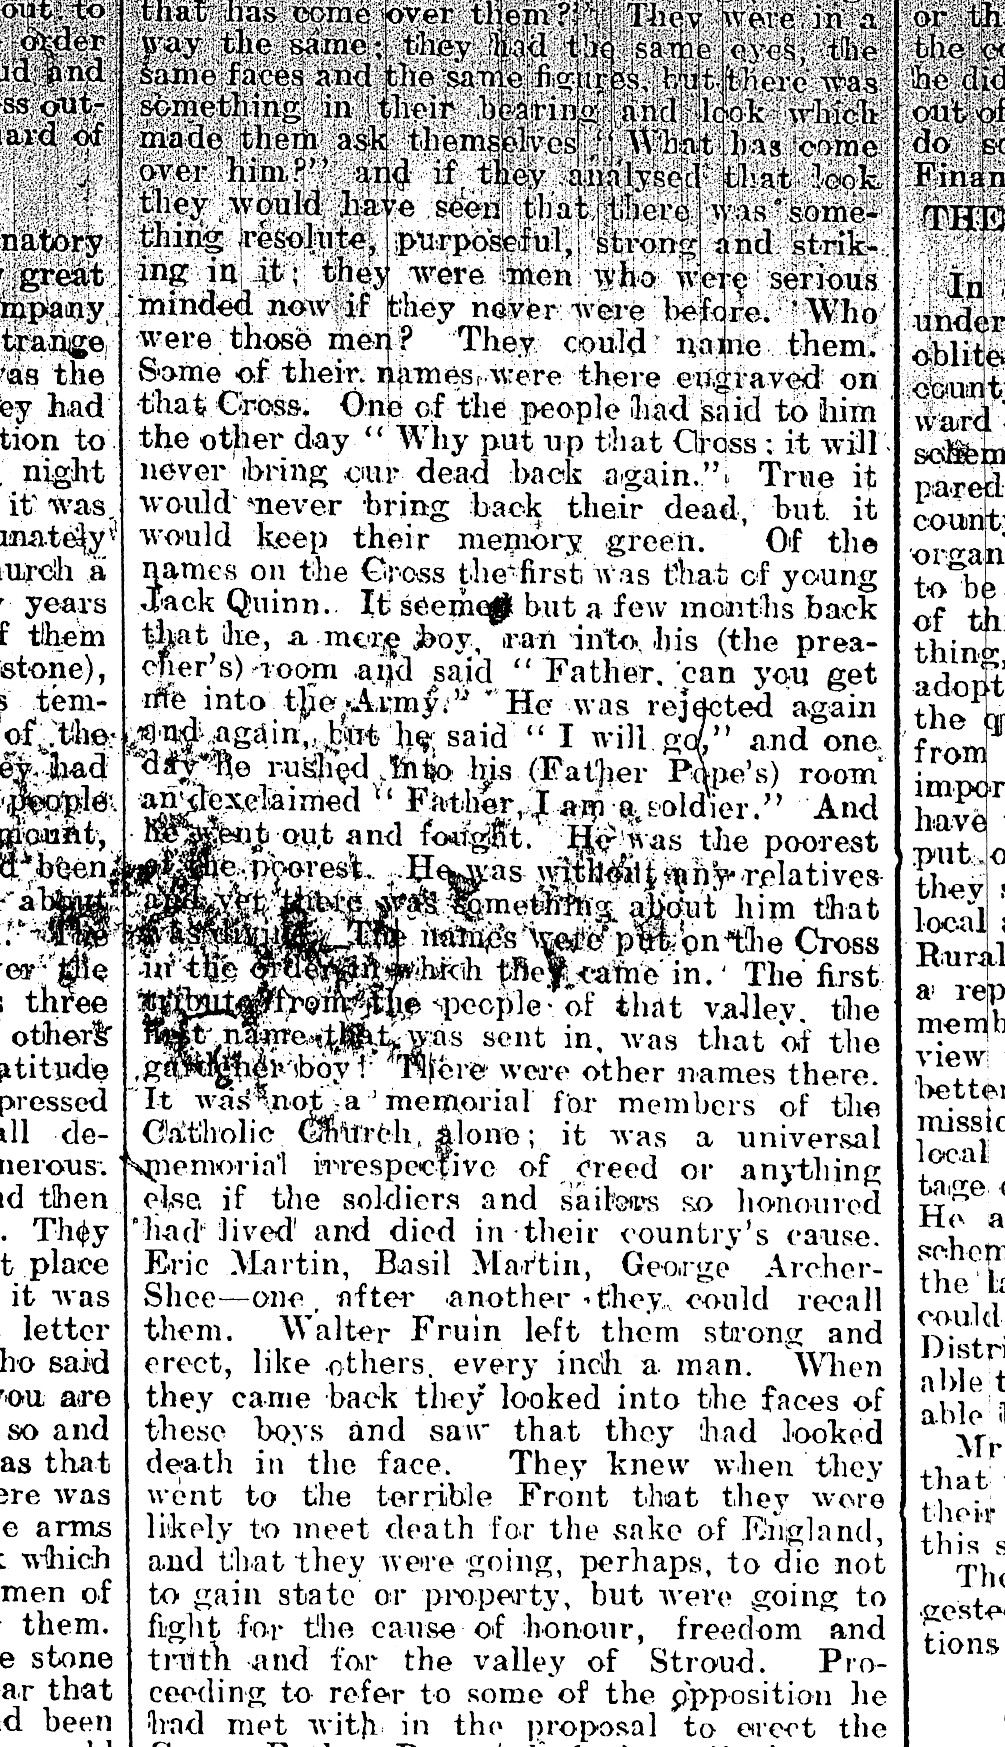 out to
order
and
ss out-
ard of
natory
great
mpany
trange
as the
ey had
tion to
night
it was
unately
urch a
years
f them
stone),
s tem-
of the
ey had
people
mount,
d been
about
The
er the
s three
others
atitude
pressed
all de-
nerous.
nd then
. They
t place
it was
letter
ho said
you are
so and
as that
ere was
e arms
which
men of
them.
e stone
ar that
d been
that has come over them?" They were in a
way the same; they had the same eyes, the
same faces and the same figures, but there was
something in their bearing and look which
made them ask themselves "What has come
over him?" and if they analysed that look
they would have seen that there was some-
thing resolute, purposeful, strong and strik-
ing in it; they were men who were serious
minded now if they never were before. Who
were those men? They could name them.
Some of their names were there engraved on
that Cross. One of the people had said to him
the other day "Why put up that Cross; it will
never bring our dead back again." True it
would never bring back their dead, but it
would keep their memory green. Of the
names on the Cross the first was that of young
Jack Quinn. It seemed but a few months back
that he, a mere boy, ran into his (the prea-
cher's) room and said "Father, can you get
me into the Army." He was rejected again
and again, but he said "I will go," and one
day he rushed into his (Father Pope's) room
an dexclaimed "Father, I am a soldier." And
he went out and fought. He was the poorest
of the poorest. He was without any relatives
and yet there was something about him that
was divine. The names were put on the Cross
in the order in which they came in. The first
tribute from the people of that valley, the
first name that was sent in, was that of the
boy! There were other names there.
It was not a memorial for members of the
Catholic Church alone; it was a universal
memorial irrespective of creed or anything
else if the soldiers and sailors so honoured
had lived and died in their country's cause.
Eric Martin, Basil Martin, George Archer-
Shee—one after another they could recall
them. Walter Fruin left them strong and
erect, like others, every inch a man. When
they came back they looked into the faces of
these boys and saw that they had looked
death in the face. They knew when they
went to the terrible Front that they were
likely to meet death for the sake of England,
and that they were going, perhaps, to die not
to gain state or property, but were going to
fight for the cause of honour, freedom and
truth and for the valley of Stroud. Pro-
ceeding to refer to some of the opposition he
had met with in the proposal to erect the
or th
the co
he did
out of
do so
Finan
THE
In
under
oblite
count
ward
schem
pared
county
organ
to be
of th
thing,
adopt
the q
from
impor
have
put o
they s
local a
Rural
a rep
memb
view
better
missio
local
tage o
He a
schem
the la
could
Distri
able t
able
Mr
that
their
this s
The
geste
tions